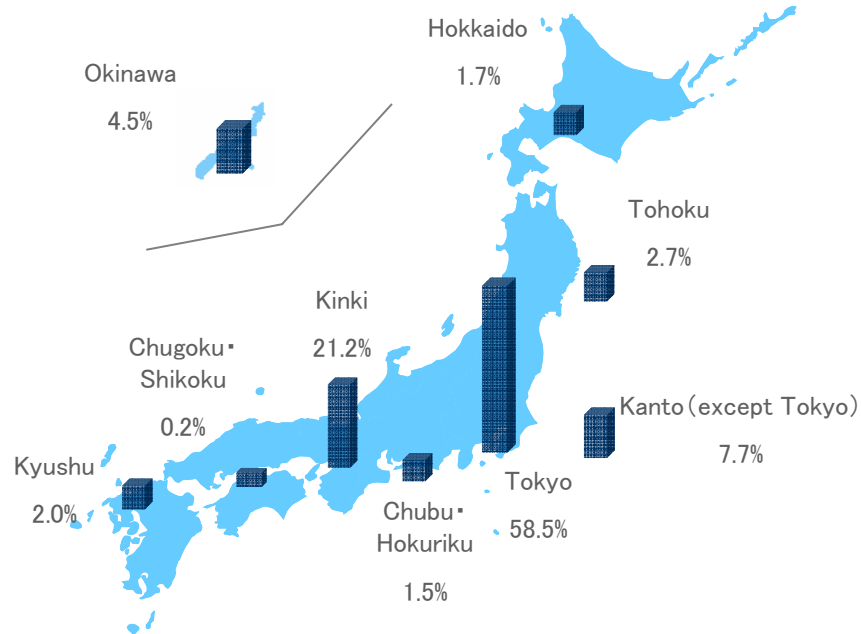 Hokkaido
1.7%
Okinawa
4.5%
Tohoku
2.7%
Kinki
21.2%
Chugoku・
Shikoku
0.2%
Kanto（except Tokyo）
7.7%
Kyushu
2.0%
Tokyo
58.5%
Chubu・
Hokuriku
1.5%